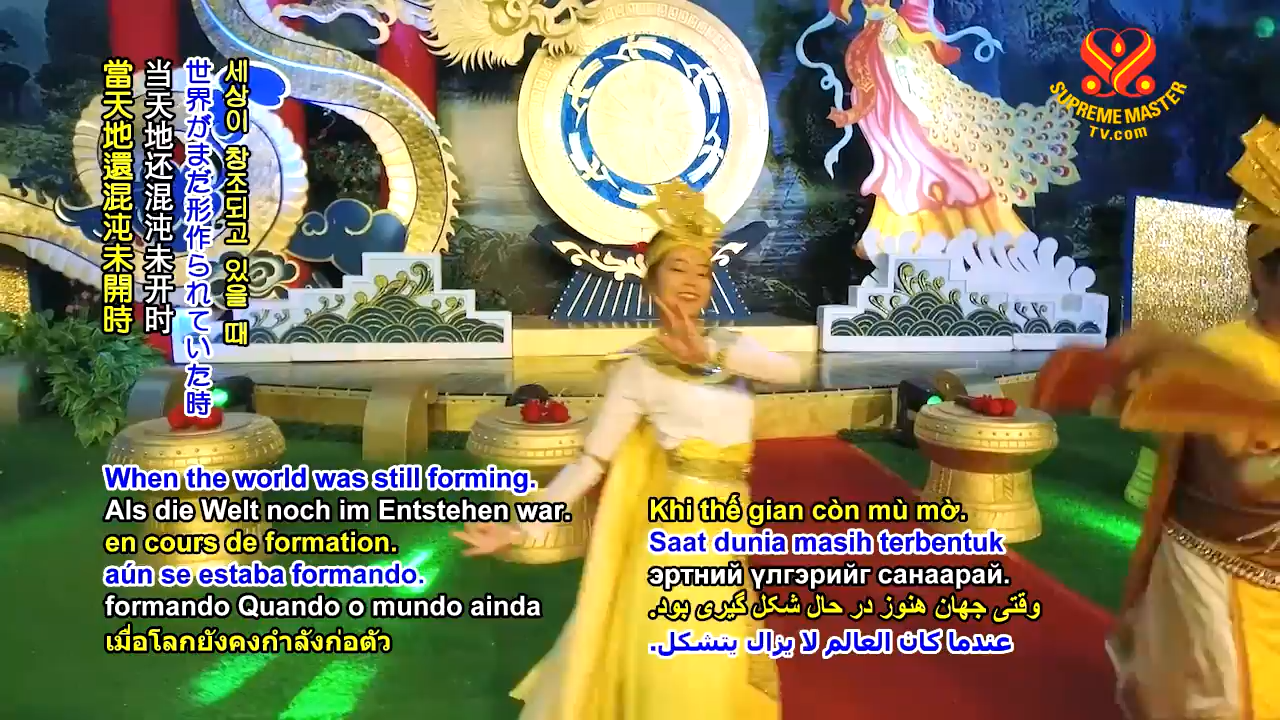 SUPREME MASTER
TV.com
세상이 창조되고 있을 때
世界がまだ形作られていた時
当天地还混沌未开时
當天地還混沌未開時
When the world was still forming.
Als die Welt noch im Entstehen war.
en cours de formation.
aún se estaba formando.
formando Quando o mundo ainda
เมื่อโลกยังคงกำลังก่อตัว
Khi thế gian còn mù mờ.
Saat dunia masih terbentuk
эртний үлгэрийг санаарай.
وقتی جهان هنوز در حال شکل گیری بود.
عندما كان العالم لا يزال يتشكل.